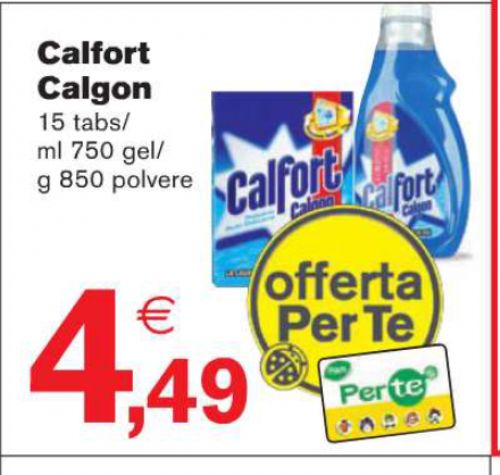 Calfort
Calgon
15 tabs/
ml 750 gel/
g 850 polvere
Calfort
Calgon
Calfort
Calgon
offerta
Per Te
€
4,49
Per te